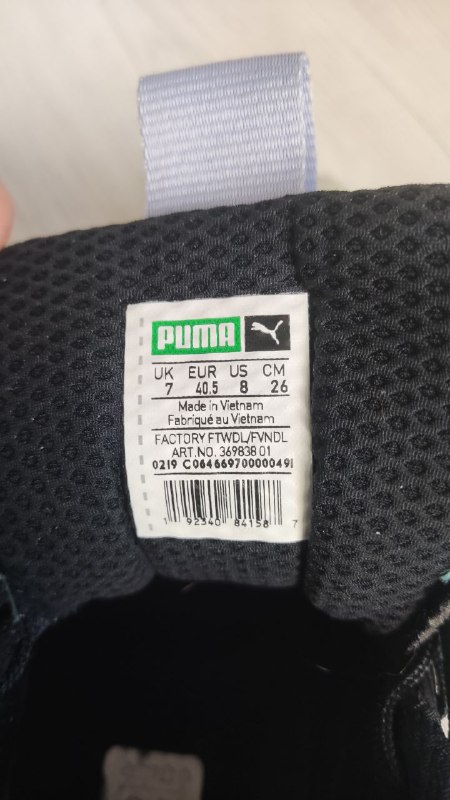 PUMA
UK EUR US CM
7 40.5 8 26
Made in Vietnam
Fabriqué au Vietnam
FACTORY FTWDL/FVNDL
ART.NO. 369838 01
0219 C06466970000049I
1 92340 84158 7